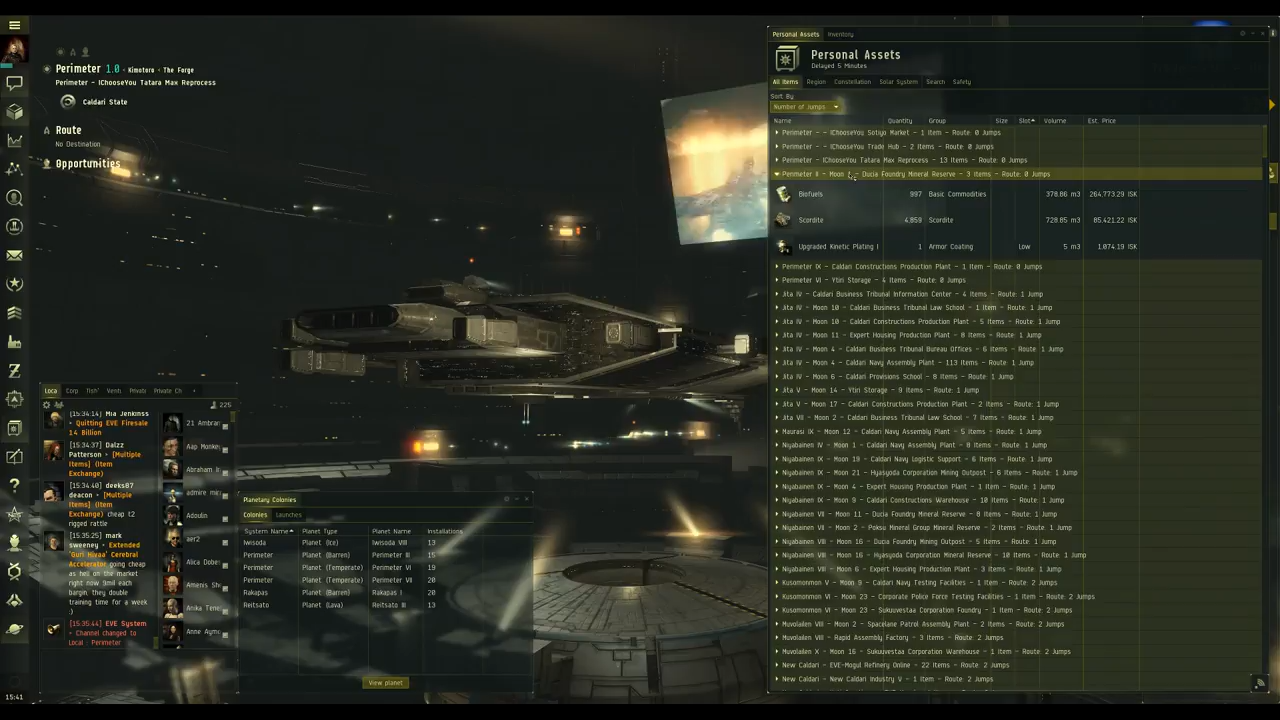 Perimeter 1.0 · Kimotoro · The Forge
Perimeter - IChooseYou Tatara Max Reprocess
Caldari State
Route
No Destination
Opportunities
Personal Assets
Inventory
Personal Assets
Delayed 5 Minutes
All Items Region Constellation Solar System Search Safety
Sort By
Number of Jumps
Name Quantity Group Size Slot Volume Est. Price
Perimeter - - IChooseYou Sotiyo Market - 1 Item - Route: 0 Jumps
Perimeter - - IChooseYou Trade Hub - 2 Items - Route: 0 Jumps
Perimeter - IChooseYou Tatara Max Reprocess - 13 Items - Route: 0 Jumps
Perimeter II - Moon - Ducia Foundry Mineral Reserve - 3 Items - Route: 0 Jumps
Biofuels 997 Basic Commodities 378.86 m3 264.773.29 ISK
Scordite 4.859 Scordite 728.85 m3 85.421.22 ISK
Upgraded Kinetic Plating I 1 Armor Coating Low 5 m3 1.074.19 ISK
Perimeter IX - Caldari Constructions Production Plant - 1 Item - Route: 0 Jumps
Perimeter VI - Ytiri Storage - 4 Items - Route: 0 Jumps
Jita IV - Caldari Business Tribunal Information Center - 4 Items - Route: 1 Jump
Jita IV - Moon 10 - Caldari Business Tribunal Law School - 1 Item - Route: 1 Jump
Jita IV - Moon 10 - Caldari Constructions Production Plant - 5 Items - Route: 1 Jump
Jita IV - Moon 11 - Expert Housing Production Plant - 8 Items - Route: 1 Jump
Jita IV - Moon 4 - Caldari Business Tribunal Bureau Offices - 6 Items - Route: 1 Jump
Jita IV - Moon 4 - Caldari Navy Assembly Plant - 113 Items - Route: 1 Jump
Jita IV - Moon 6 - Caldari Provisions School - 8 Items - Route: 1 Jump
Jita V - Moon 14 - Ytiri Storage - 9 Items - Route: 1 Jump
Jita V - Moon 17 - Caldari Constructions Production Plant - 2 Items - Route: 1 Jump
Jita VII - Moon 2 - Caldari Business Tribunal Law School - 7 Items - Route: 1 Jump
Maurasi IX - Moon 12 - Caldari Navy Assembly Plant - 5 Items - Route: 1 Jump
Niyabainen IV - Moon 1 - Caldari Navy Assembly Plant - 8 Items - Route: 1 Jump
Niyabainen IX - Moon 19 - Caldari Navy Logistic Support - 6 Items - Route: 1 Jump
Niyabainen IX - Moon 21 - Hyasyoda Corporation Mining Outpost - 6 Items - Route: 1 Jump
Niyabainen IX - Moon 4 - Expert Housing Production Plant - 1 Item - Route: 1 Jump
Niyabainen IX - Moon 9 - Caldari Constructions Warehouse - 10 Items - Route: 1 Jump
Niyabainen VII - Moon 11 - Ducia Foundry Mineral Reserve - 8 Items - Route: 1 Jump
Niyabainen VII - Moon 2 - Poksu Mineral Group Mineral Reserve - 2 Items - Route: 1 Jump
Niyabainen VIII - Moon 16 - Ducia Foundry Mining Outpost - 5 Items - Route: 1 Jump
Niyabainen VIII - Moon 16 - Hyasyoda Corporation Mineral Reserve - 10 Items - Route: 1 Jump
Niyabainen VIII - Moon 6 - Expert Housing Production Plant - 3 Items - Route: 1 Jump
Kusomonmon V - Moon 9 - Caldari Navy Testing Facilities - 1 Item - Route: 2 Jumps
Kusomonmon VI - Moon 23 - Corporate Police Force Testing Facilities - 1 Item - Route: 2 Jumps
Kusomonmon VI - Moon 23 - Sukuuvestaa Corporation Foundry - 1 Item - Route: 2 Jumps
Muvolailen VIII - Moon 2 - Spacelane Patrol Assembly Plant - 2 Items - Route: 2 Jumps
Muvolailen VIII - Rapid Assembly Factory - 3 Items - Route: 2 Jumps
Muvolailen X - Moon 16 - Sukuuvestaa Corporation Warehouse - 1 Item - Route: 2 Jumps
New Caldari - EVE-Mogul Refinery Online - 22 Items - Route: 2 Jumps
New Caldari - New Caldari Industry V - 1 Item - Route: 2 Jumps
Loca Corp Fish' Ventu Privat Private Ch +
225
[15:34:14] Mia Jenkinss
· Quitting EVE Firesale
14 Billion
[15:34:37] Dalzz
Patterson · [Multiple
Items] (Item
Exchange)
[15:34:40] deeks87
deacon · [Multiple
Items] (Item
Exchange) cheap t2
rigged rattle
[15:35:25] mark
sweeney · Extended
'Gurl Hivaa' Cerebral
Accelerator going cheap
as hell on the market
right now 9mil each
bargin, they double
training time for a week
:)
[15:35:44] EVE System
· Channel changed to
Local : Perimeter
21 Ambran
Aap Monke
Abraham Ir
admire mir
Adoulin
aer2
Alica Dobe
Amenis Sh
Anika Tene
Anne Aym
Planetary Colonies
Colonies Launches
System Name Planet Type Planet Name Installations
Iwisoda Planet (Ice) Iwisoda VIII 13
Perimeter Planet (Barren) Perimeter III 15
Perimeter Planet (Temperate) Perimeter VI 19
Perimeter Planet (Temperate) Perimeter VII 20
Rakapas Planet (Barren) Rakapas I 20
Reitsato Planet (Lava) Reitsato III 13
View planet
15:41